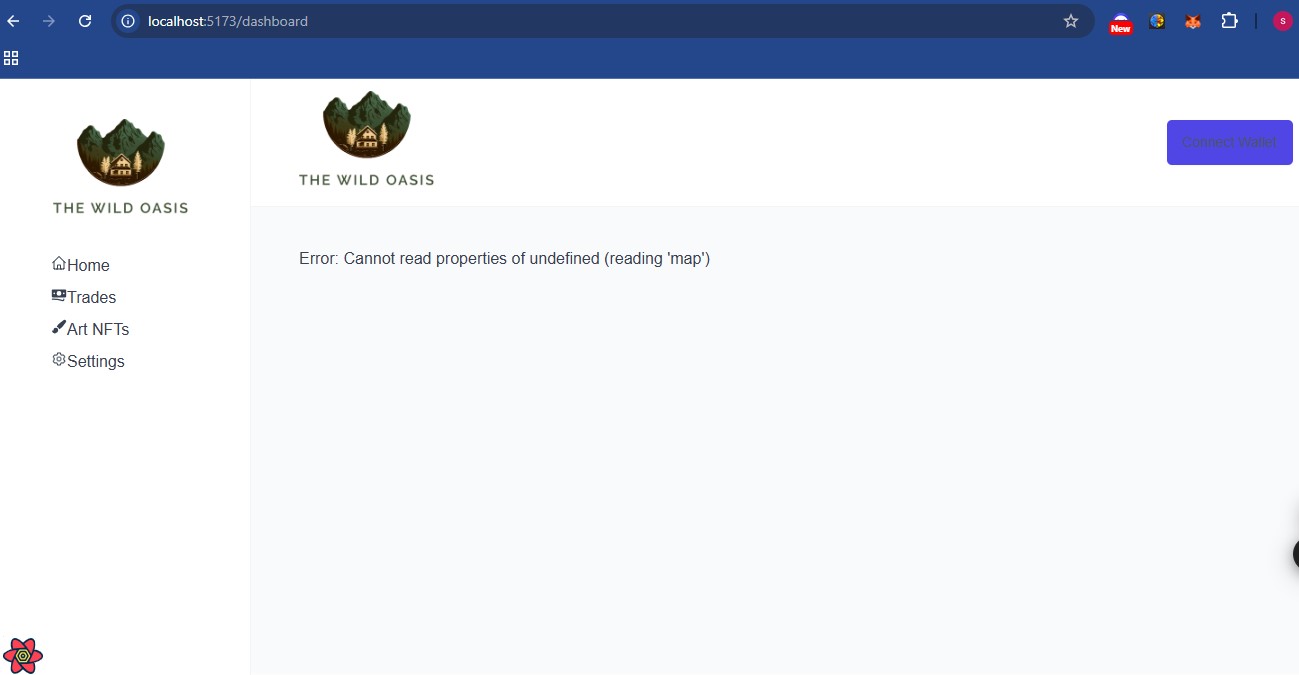 localhost:5173/dashboard
New
S
THE WILD OASIS
THE WILD OASIS
Connect Wallet
Home
Trades
Art NFTs
Settings
Error: Cannot read properties of undefined (reading 'map')